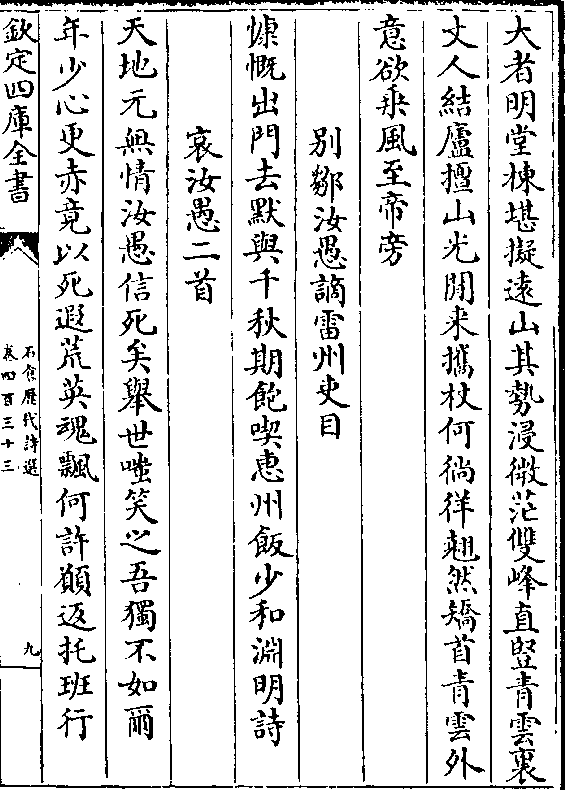 大者明堂棟堪擬遠山其勢浸微茫雙峰直豎青雲裏
丈人結廬擅山光閒来攜杖何徜徉翹然矯首青雲外
意欲乗風至帝旁
别鄒汝愚謫雷州吏目
慷慨出門去默與千秋期飽喫惠州飯少和淵明詩
哀汝愚二首
天地元無情汝愚信死矣舉世嗤笑之吾獨不如爾
年少心更赤竟以死遐荒英魂飄何許願返托班行
欽定四庫全書
石倉歷代詩選
卷四百三十三
九